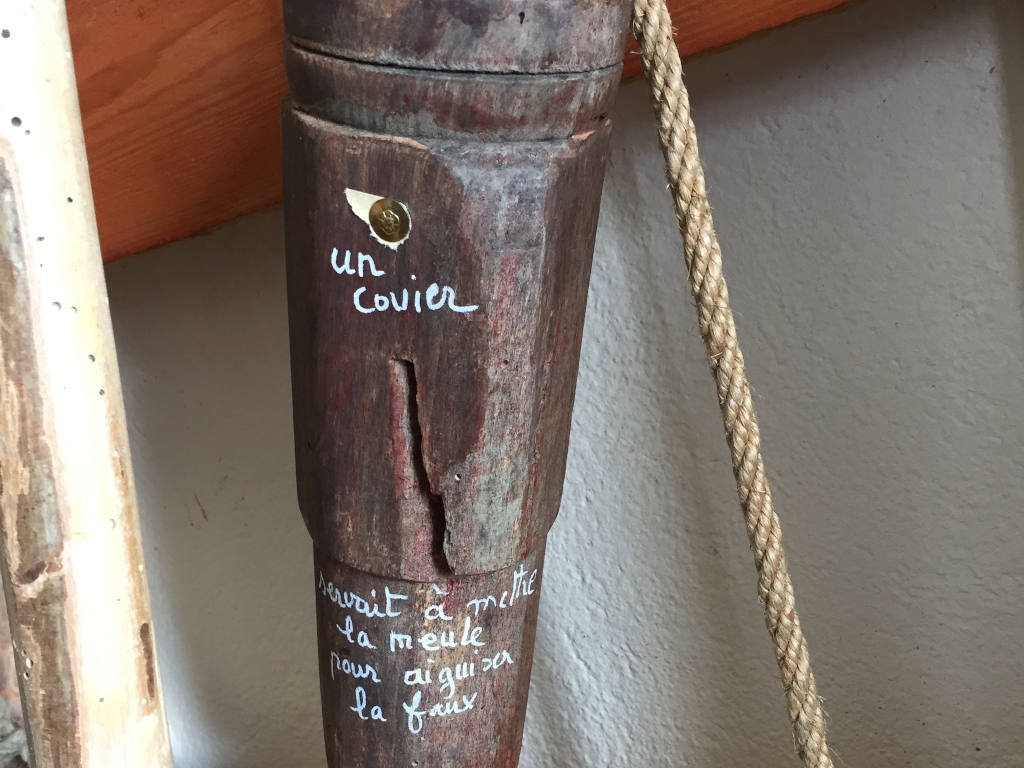 un
covier
servait à mettre
la meule
pour aiguiser
la faux